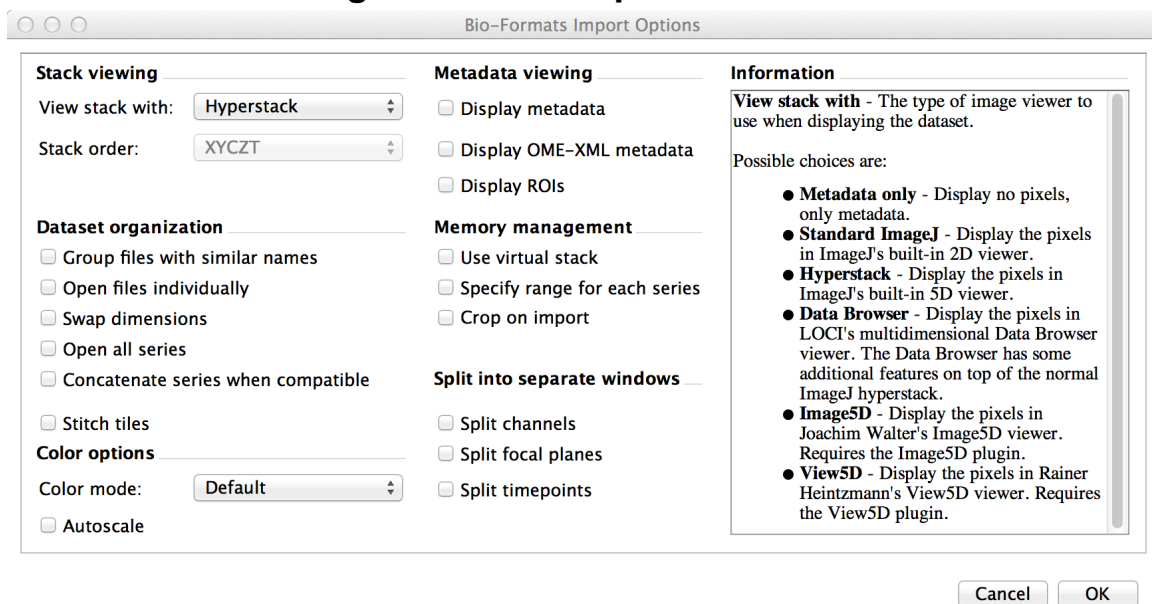 Bio-Formats Import Options
Stack viewing
View stack with: Hyperstack
Stack order: XYCZT
Dataset organization
Group files with similar names
Open files individually
Swap dimensions
Open all series
Concatenate series when compatible
Stitch tiles
Color options
Color mode: Default
Autoscale
Metadata viewing
Display metadata
Display OME-XML metadata
Display ROIs
Memory management
Use virtual stack
Specify range for each series
Crop on import
Split into separate windows
Split channels
Split focal planes
Split timepoints
Information
View stack with - The type of image viewer to
use when displaying the dataset.
Possible choices are:
● Metadata only - Display no pixels,
only metadata.
● Standard ImageJ - Display the pixels
in ImageJ's built-in 2D viewer.
● Hyperstack - Display the pixels in
ImageJ's built-in 5D viewer.
● Data Browser - Display the pixels in
LOCI's multidimensional Data Browser
viewer. The Data Browser has some
additional features on top of the normal
ImageJ hyperstack.
● Image5D - Display the pixels in
Joachim Walter's Image5D viewer.
Requires the Image5D plugin.
● View5D - Display the pixels in Rainer
Heintzmann's View5D viewer. Requires
the View5D plugin.
Cancel OK